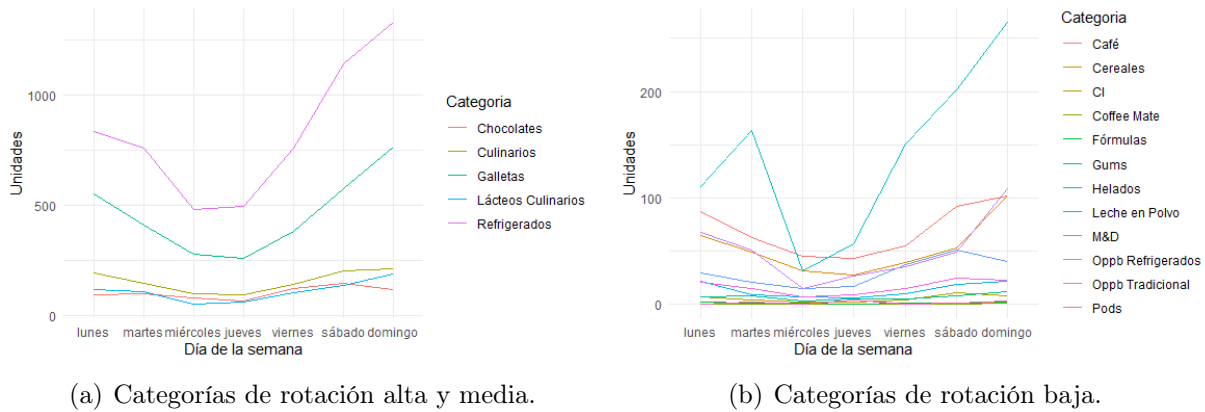 1000
500
0
Unidades
lunes martes miércoles jueves viernes sábado domingo
Día de la semana
Categoria
Chocolates
Culinarios
Galletas
Lácteos Culinarios
Refrigerados
(a) Categorías de rotación alta y media.
200
100
0
Unidades
lunes martes miércoles jueves viernes sábado domingo
Día de la semana
Categoria
Café
Cereales
CI
Coffee Mate
Fórmulas
Gums
Helados
Leche en Polvo
M&D
Oppb Refrigerados
Oppb Tradicional
Pods
(b) Categorías de rotación baja.